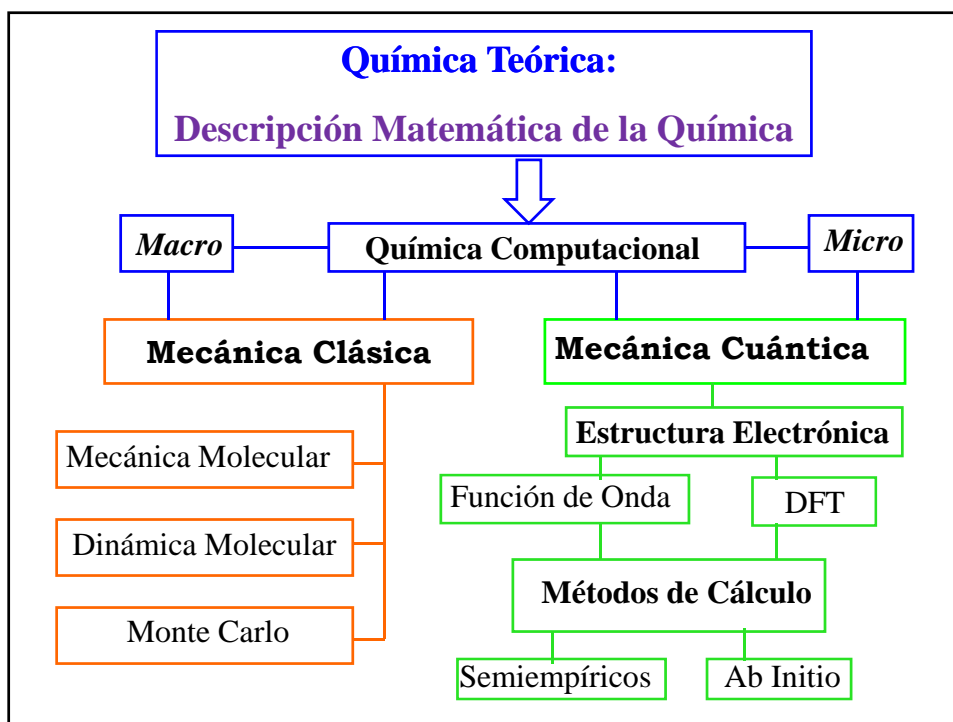 Química Teórica:
Descripción Matemática de la Química
Macro
Química Computacional
Micro
Mecánica Clásica
Mecánica Cuántica
Estructura Electrónica
Mecánica Molecular
Función de Onda
DFT
Dinámica Molecular
Métodos de Cálculo
Monte Carlo
Semiempíricos
Ab Initio